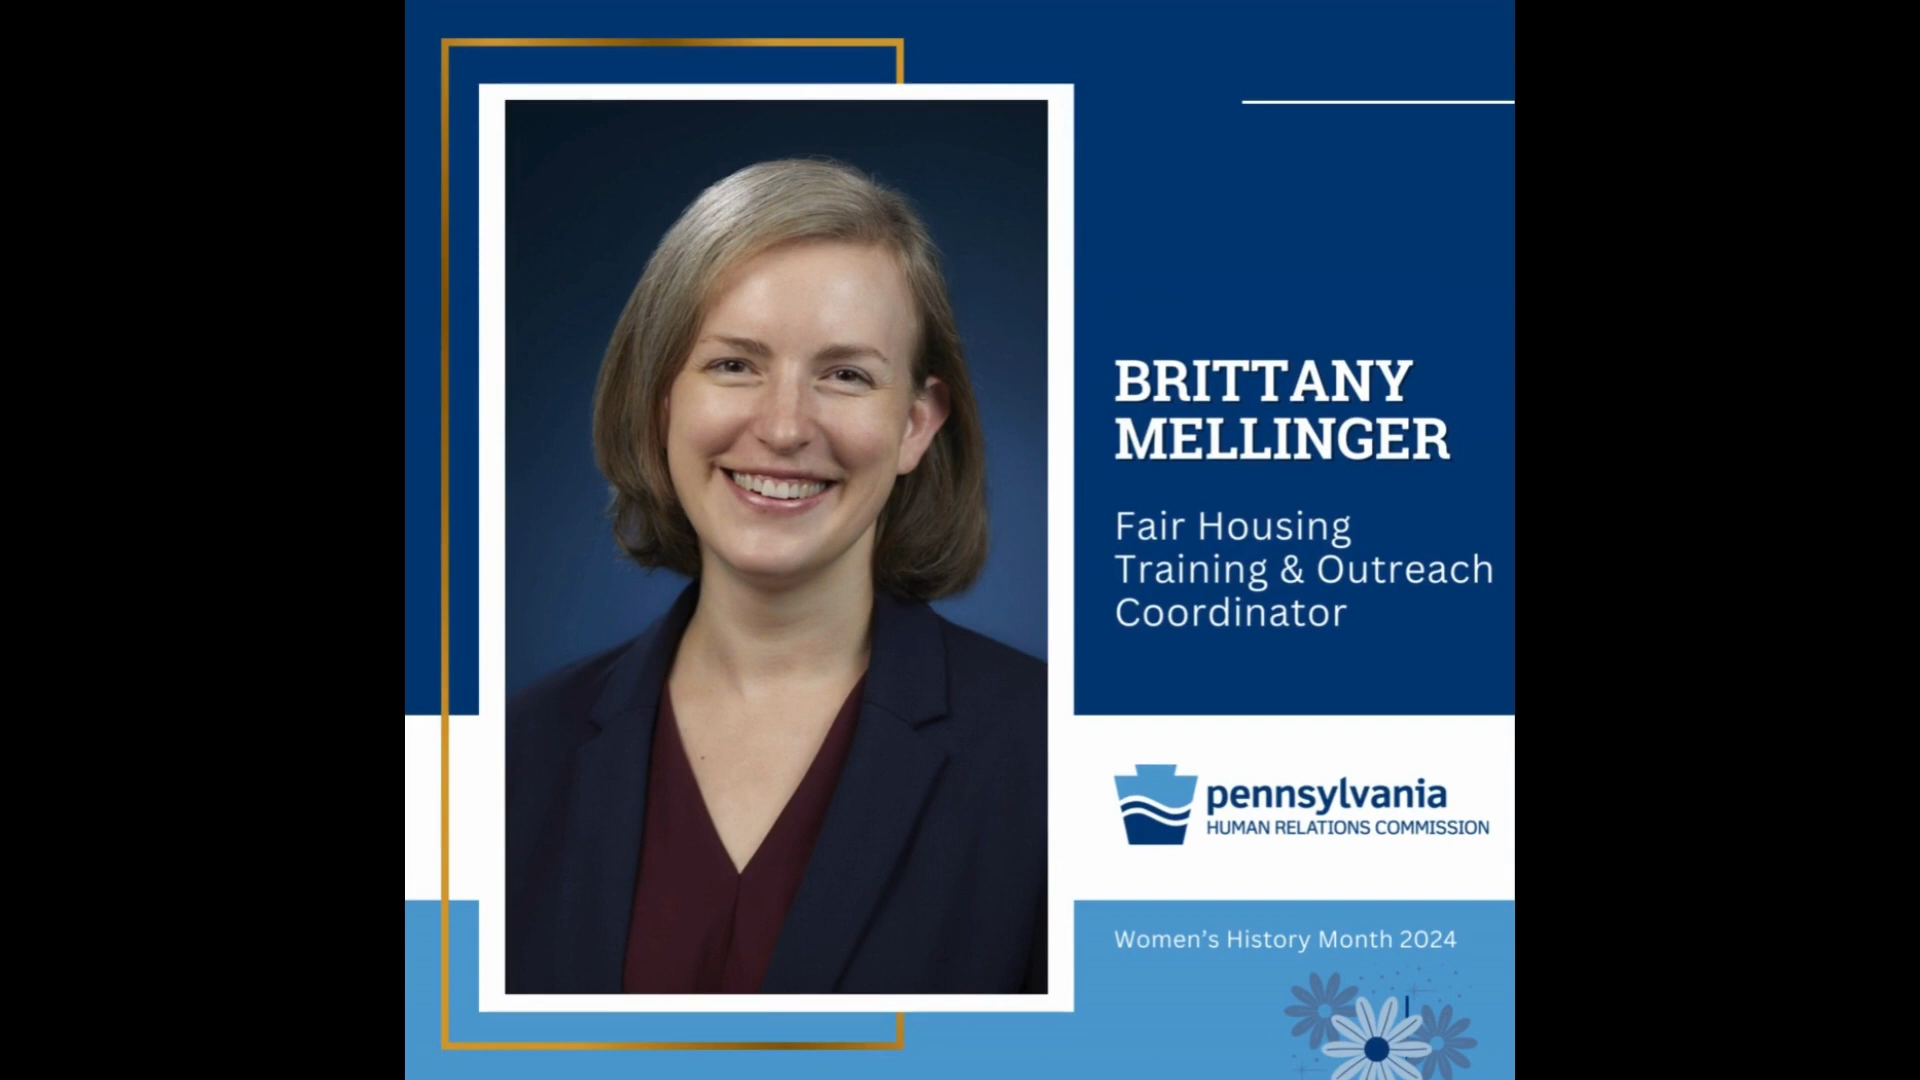 BRITTANY
MELLINGER
Fair Housing
Training & Outreach
Coordinator
pennsylvania
HUMAN RELATIONS COMMISSION
Women’s History Month 2024